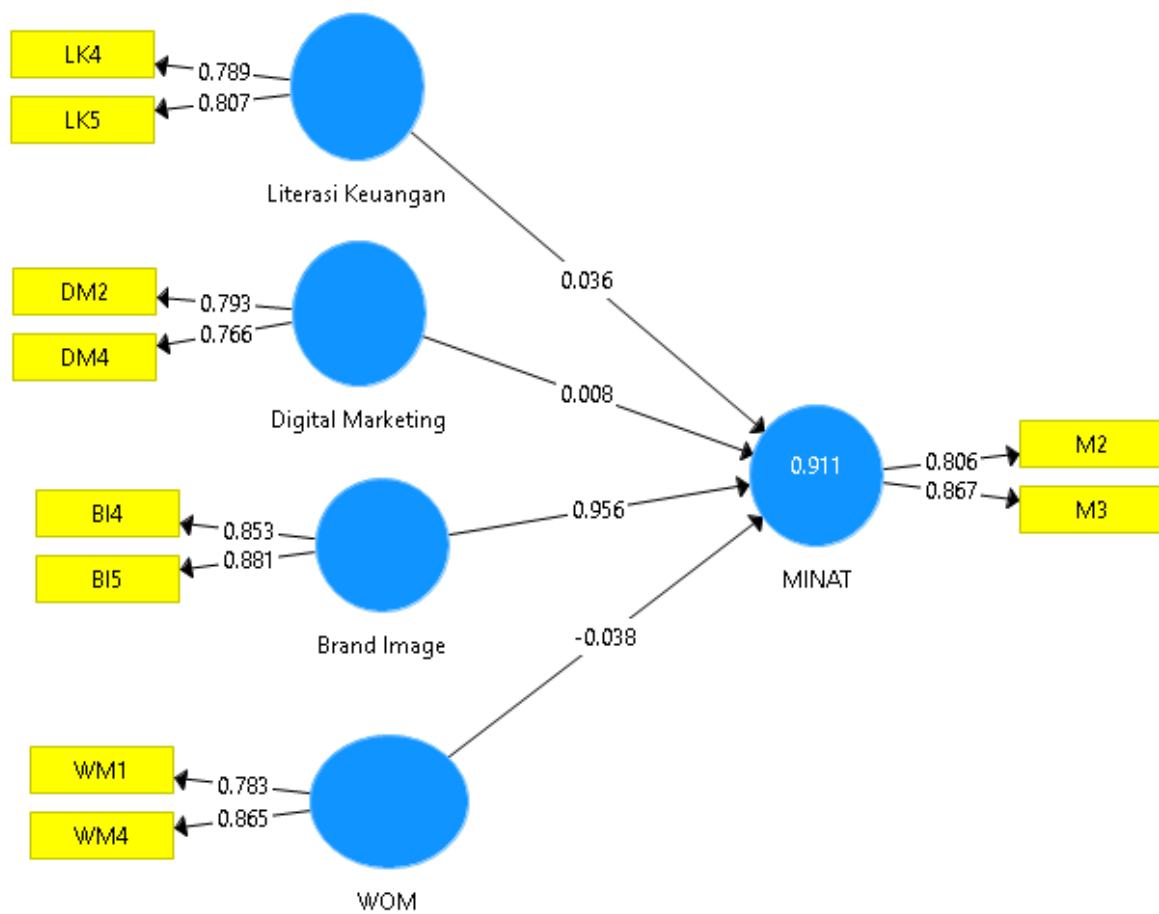 LK4
0.789
LK5
0.807
Literasi Keuangan
0.036
DM2
0.793
DM4
0.766
Digital Marketing
0.008
BI4
0.853
BI5
0.881
Brand Image
0.956
WM1
0.783
WM4
0.865
WOM
-0.038
0.911
MINAT
0.806
M2
0.867
M3